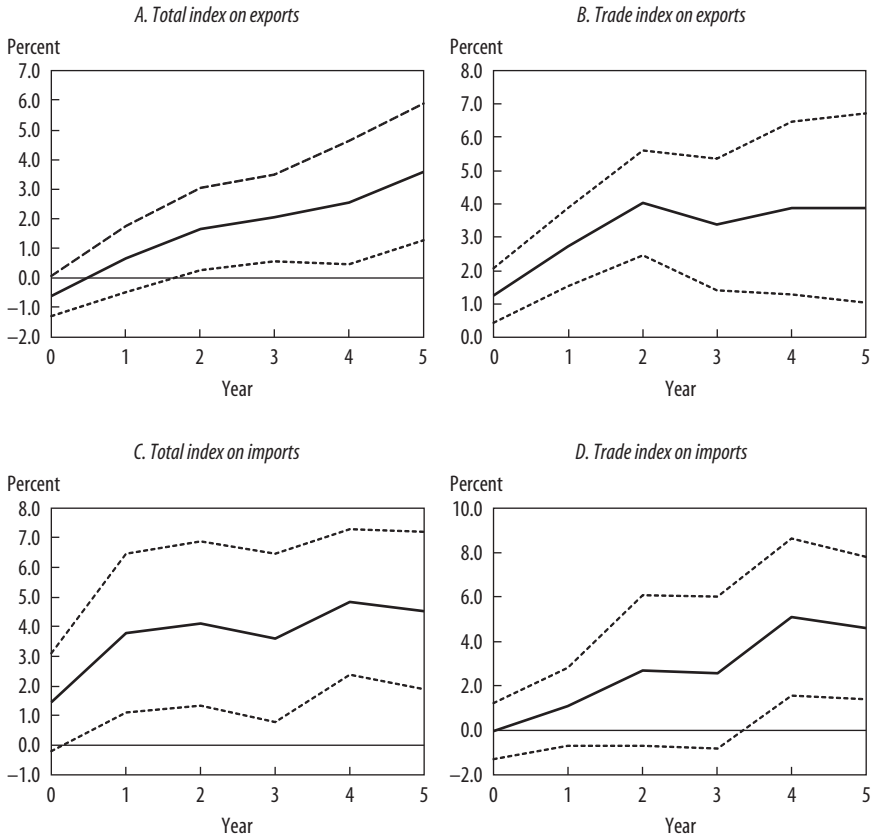 A. Total index on exports
Percent
7.0
6.0
5.0
4.0
3.0
2.0
1.0
0.0
–1.0
–2.0
0 1 2 3 4 5
Year
B. Trade index on exports
Percent
8.0
7.0
6.0
5.0
4.0
3.0
2.0
1.0
0.0
0 1 2 3 4 5
Year
C. Total index on imports
Percent
8.0
7.0
6.0
5.0
4.0
3.0
2.0
1.0
0.0
–1.0
0 1 2 3 4 5
Year
D. Trade index on imports
Percent
10.0
8.0
6.0
4.0
2.0
0.0
–2.0
0 1 2 3 4 5
Year